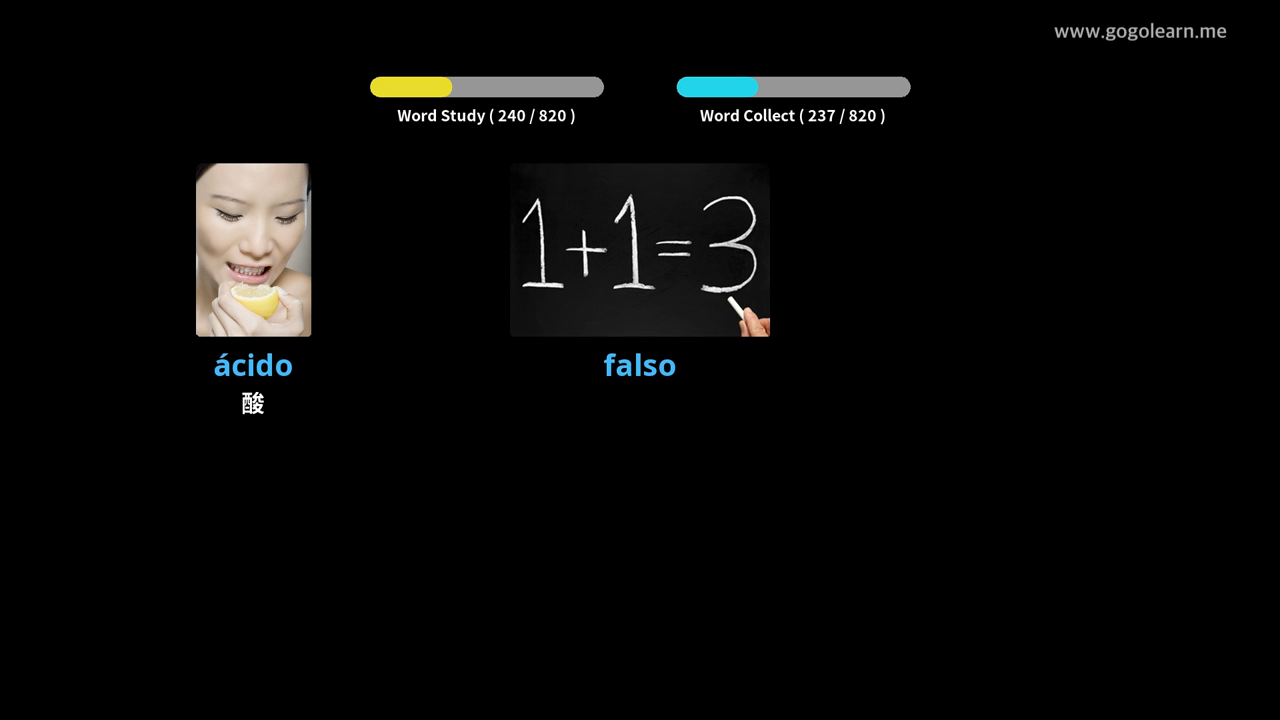 www.gogolearn.me
Word Study ( 240 / 820 )
Word Collect ( 237 / 820 )
1+1=3
ácido
falso
酸